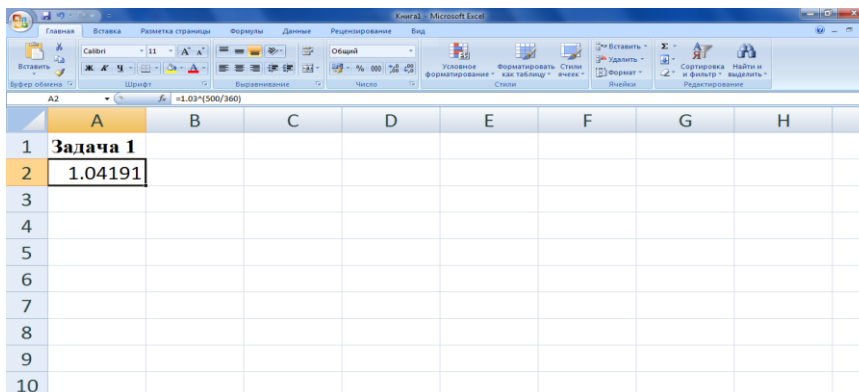 Книга1 - Microsoft Excel
Главная Вставка Разметка страницы Формулы Данные Рецензирование Вид
Вставить
Буфер обмена
Calibri 11 A A
Ж К Ч A
Шрифт
Выравнивание
Общий
% 000
Число
Условное форматирование
Форматировать как таблицу
Стили ячеек
Стили
Вставить
Удалить
Формат
Ячейки
Σ
Сортировка и фильтр
Найти и выделить
Редактирование
A2 fx =1.03^(500/360)
A B C D E F G H
1 Задача 1
2 1.04191
3
4
5
6
7
8
9
10